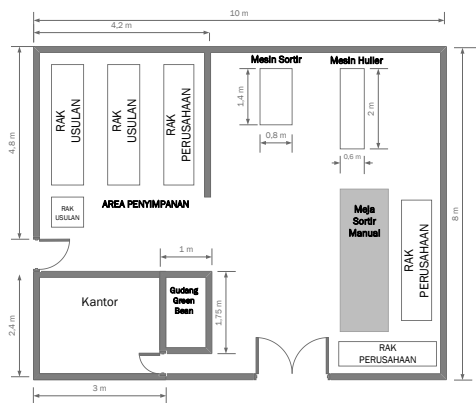 10 m
4,2 m
Mesin Sortir
Mesin Huller
RAK
USULAN
RAK
USULAN
RAK
PERUSAHAAN
1,4 m
2 m
4,8 m
0,8 m
0,6 m
8 m
RAK
USULAN
AREA PENYIMPANAN
Meja
Sortir
Manual
RAK
PERUSAHAAN
1 m
Kantor
Gudang
Green
Bean
1,75 m
2,4 m
RAK
PERUSAHAAN
3 m